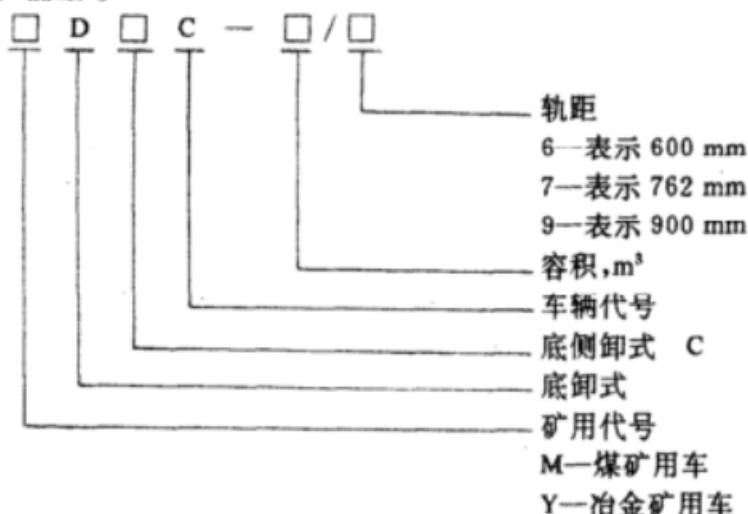 □ D □ C — □ / □
轨距
6—表示 600 mm
7—表示 762 mm
9—表示 900 mm
容积,m³
车辆代号
底侧卸式 C
底卸式
矿用代号
M—煤矿用车
Y—冶金矿用车